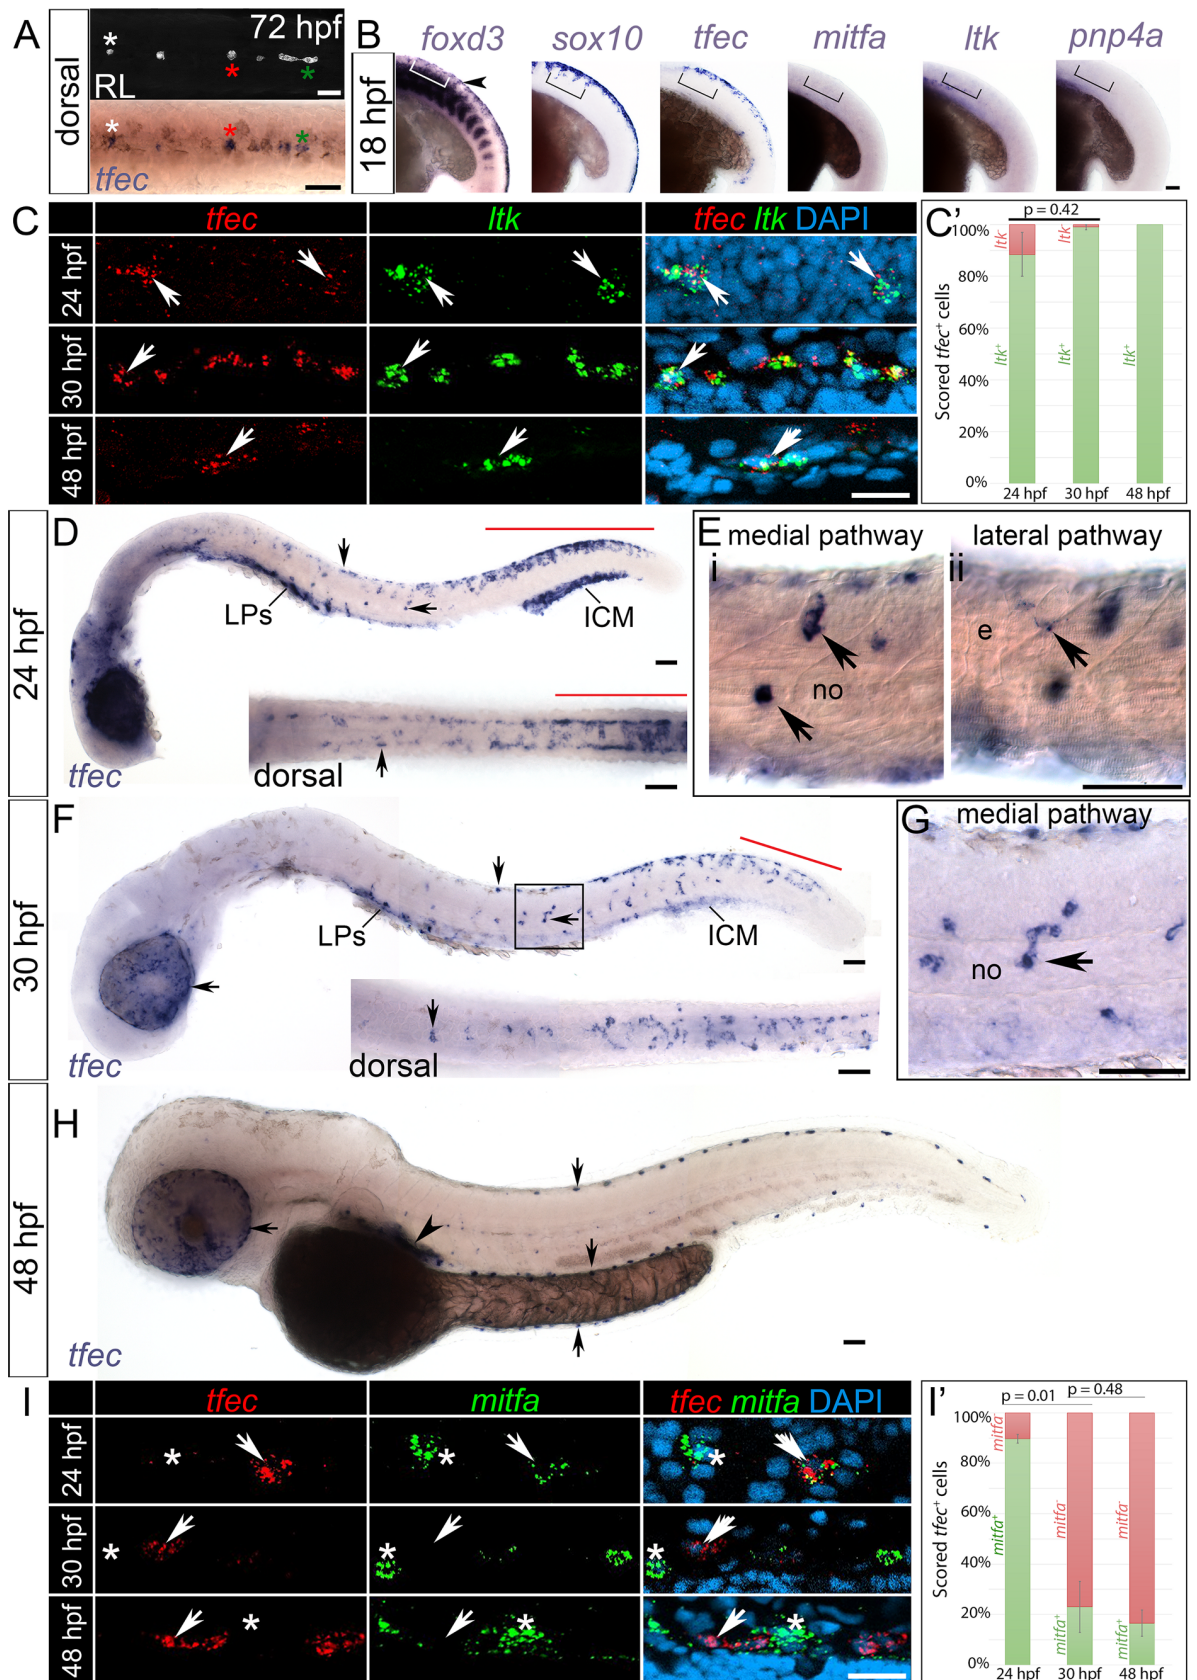 A
dorsal
72 hpf
*
*
*
RL
*
*
*
tfec
B
18 hpf
foxd3
sox10
tfec
mitfa
ltk
pnp4a
C
tfec
ltk
tfec ltk DAPI
24 hpf
30 hpf
48 hpf
C’
p = 0.42
100%
80%
60%
40%
20%
0%
Scored tfec⁺ cells
ltk⁻
ltk⁻
ltk⁺
ltk⁺
ltk⁺
24 hpf
30 hpf
48 hpf
24 hpf
D
LPs
ICM
tfec
dorsal
E
medial pathway
lateral pathway
i
ii
no
e
30 hpf
F
LPs
ICM
tfec
dorsal
G
medial pathway
no
48 hpf
H
tfec
I
tfec
mitfa
tfec mitfa DAPI
24 hpf
*
*
*
30 hpf
*
*
*
48 hpf
*
*
I’
p = 0.01
p = 0.48
100%
80%
60%
40%
20%
0%
Scored tfec⁺ cells
mitfa⁻
mitfa⁻
mitfa⁻
mitfa⁺
mitfa⁺
mitfa⁺
24 hpf
30 hpf
48 hpf